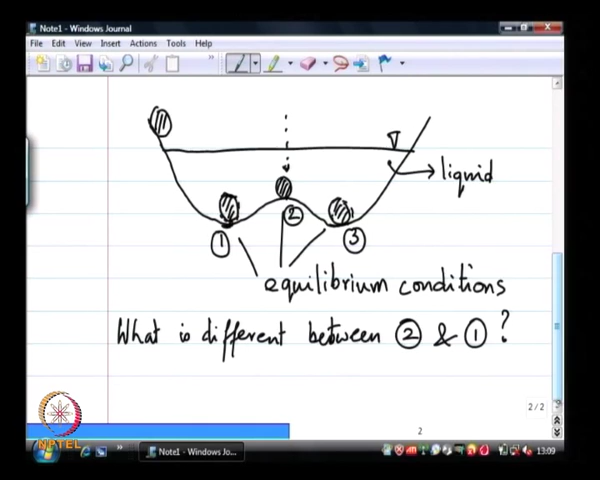 Note1 - Windows Journal
File Edit View Insert Actions Tools Help
liquid
1
2
3
equilibrium conditions
What is different between 2 & 1 ?
2 / 2
2
NPTEL
Note1 - Windows Jo...
13:09